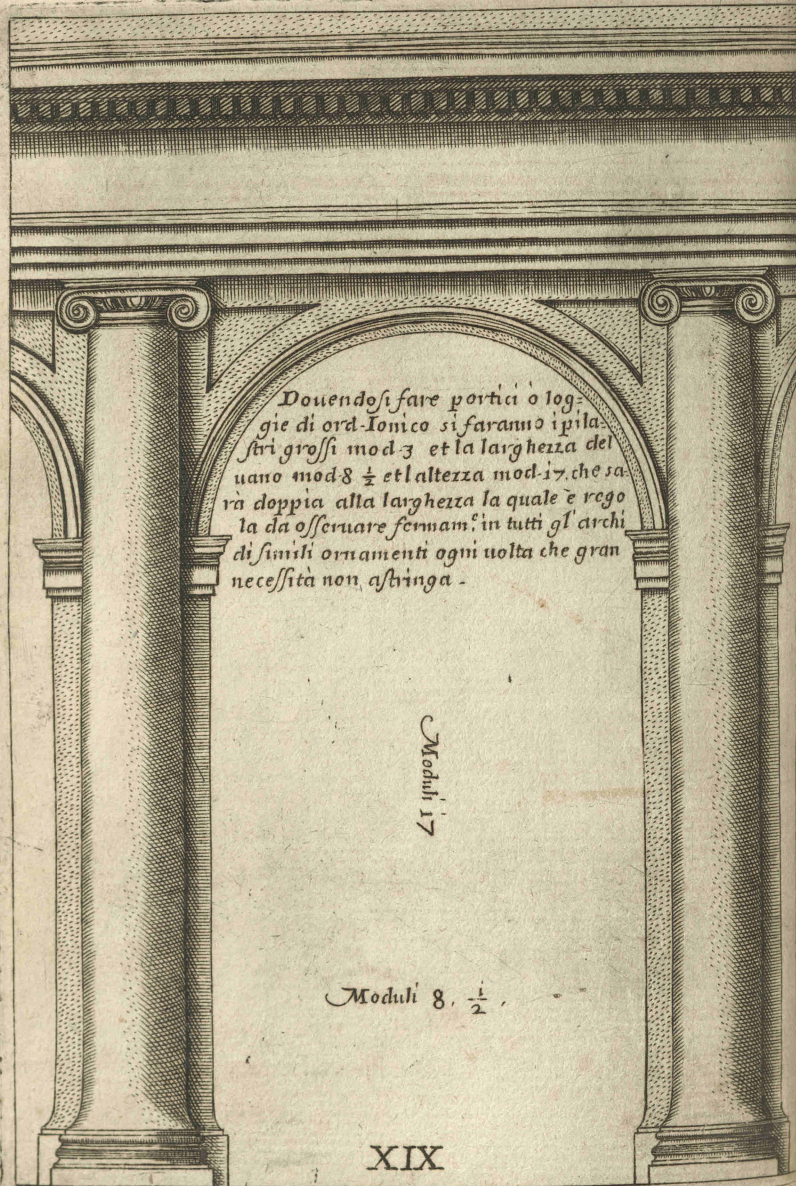 Douendosi fare portici ò log=
gie di ord-Ionico si faranno i pila=
stri grossi mod-3 et la larghezza del
uano mod-8 ½ et l'altezza mod-17, che sa-
rà doppia alla larghezza la quale è rego
la da osseruare fermam.te in tutti gl'archi
di simili ornamenti ogni uolta che gran
necessità non astringa -
Moduli 17
Moduli 8. ½.
XIX